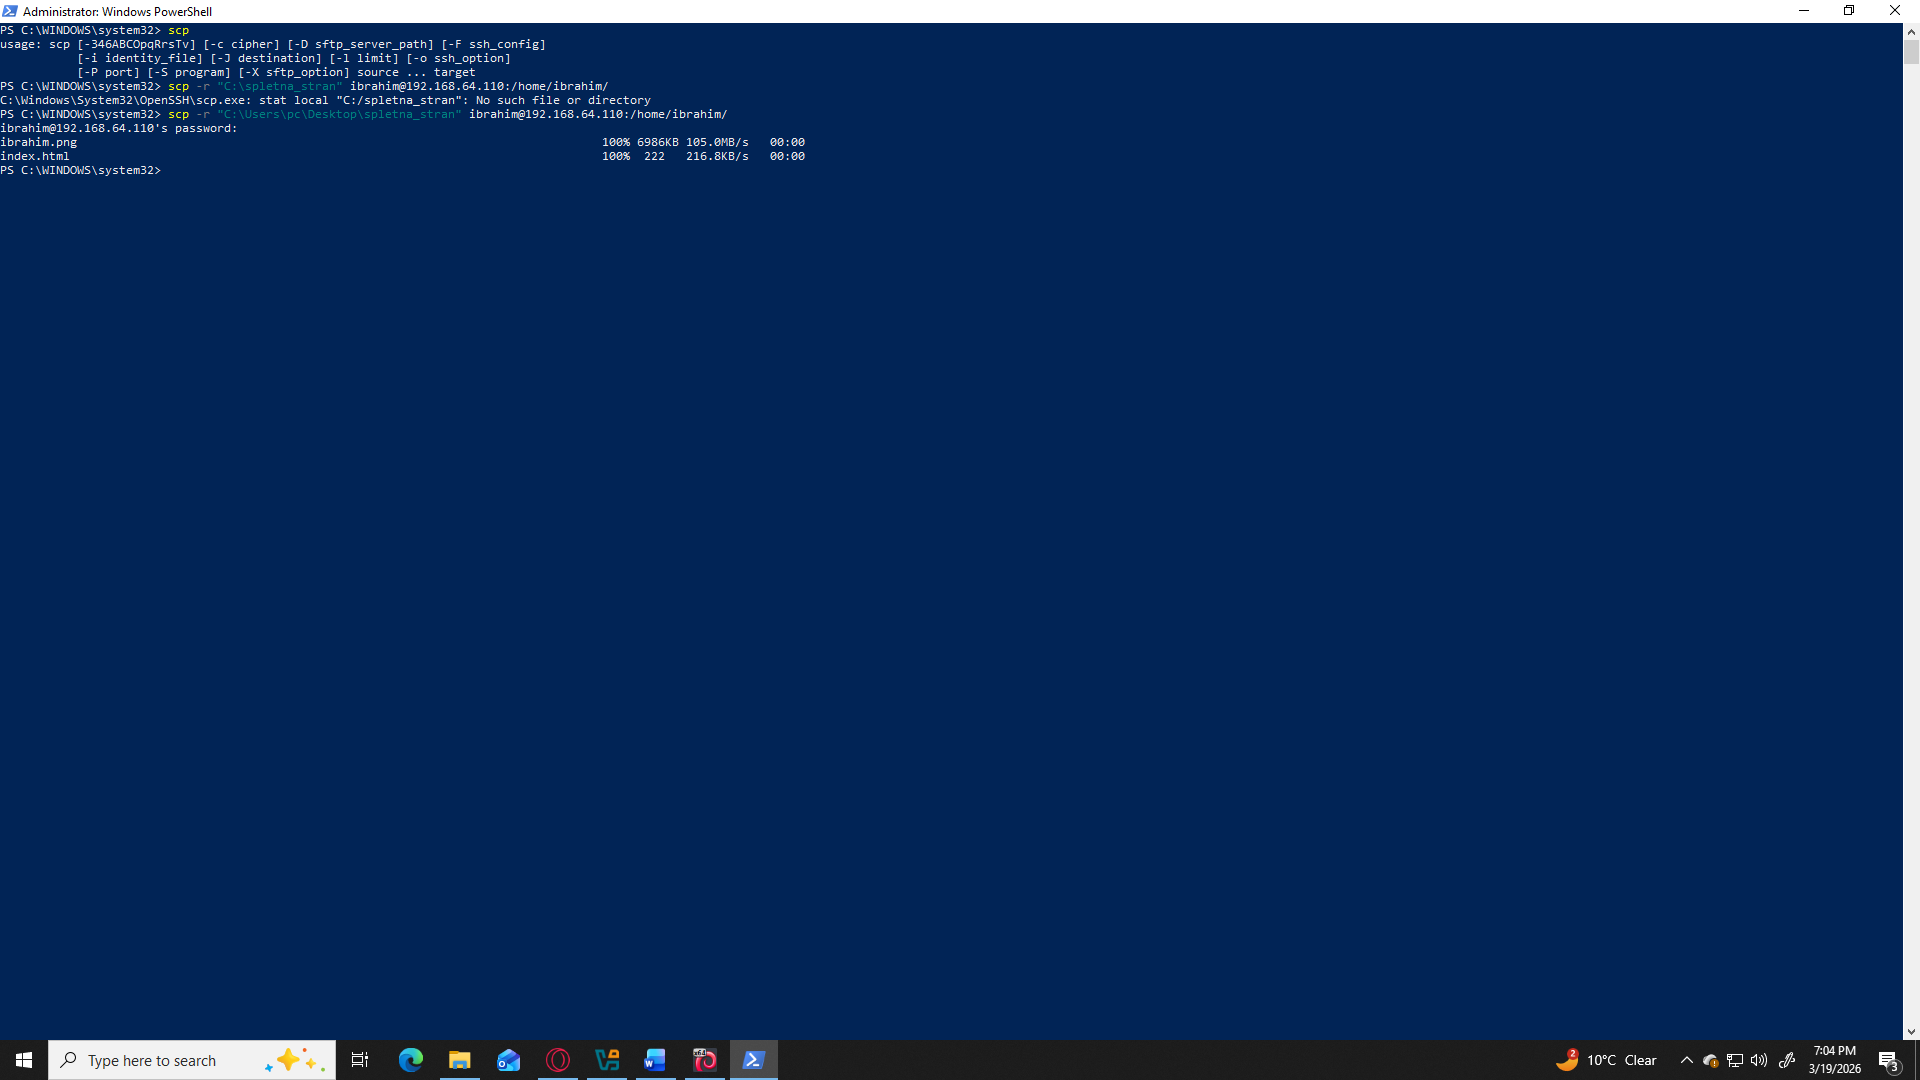 Administrator: Windows PowerShell
PS C:\WINDOWS\system32> scp
usage: scp [-346ABCOpqRrsTv] [-c cipher] [-D sftp_server_path] [-F ssh_config]
           [-i identity_file] [-J destination] [-l limit] [-o ssh_option]
           [-P port] [-S program] [-X sftp_option] source ... target
PS C:\WINDOWS\system32> scp -r "C:\spletna_stran" ibrahim@192.168.64.110:/home/ibrahim/
C:\Windows\System32\OpenSSH\scp.exe: stat local "C:/spletna_stran": No such file or directory
PS C:\WINDOWS\system32> scp -r "C:\Users\pc\Desktop\spletna_stran" ibrahim@192.168.64.110:/home/ibrahim/
ibrahim@192.168.64.110's password:
ibrahim.png 100% 6986KB 105.0MB/s 00:00
index.html 100% 222 216.8KB/s 00:00
PS C:\WINDOWS\system32>
Type here to search
2
10°C Clear
7:04 PM
3/19/2026
3